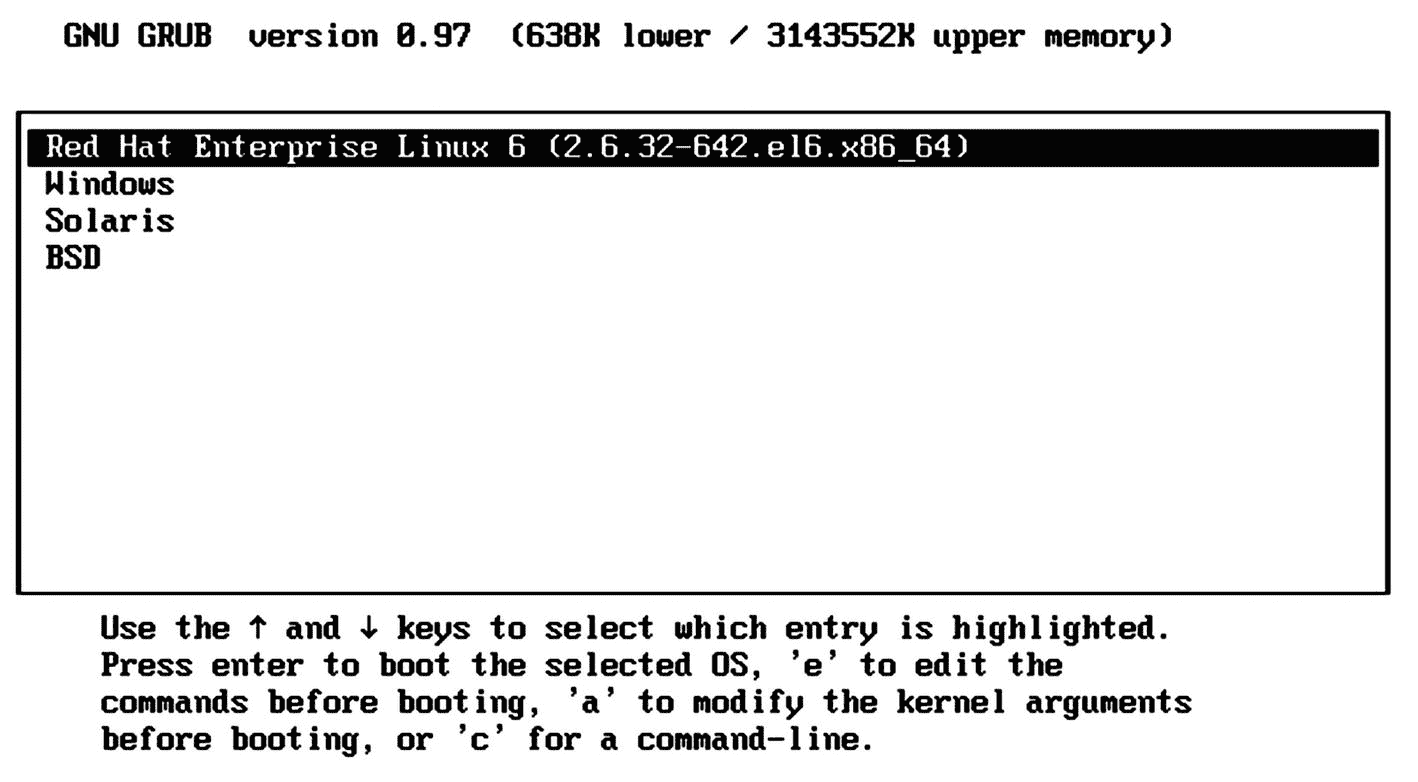 GNU GRUB version 0.97 (638K lower / 3143552K upper memory)
Red Hat Enterprise Linux 6 (2.6.32-642.el6.x86_64)
Windows
Solaris
BSD
Use the ↑ and ↓ keys to select which entry is highlighted.
Press enter to boot the selected OS, 'e' to edit the
commands before booting, 'a' to modify the kernel arguments
before booting, or 'c' for a command-line.